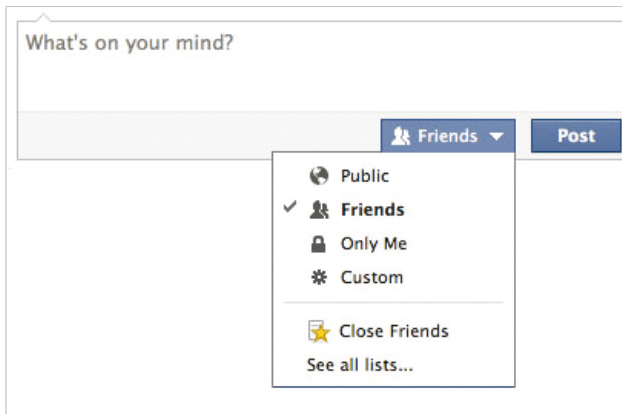 What's on your mind?
Friends Post
Public
Friends
Only Me
Custom
Close Friends
See all lists...